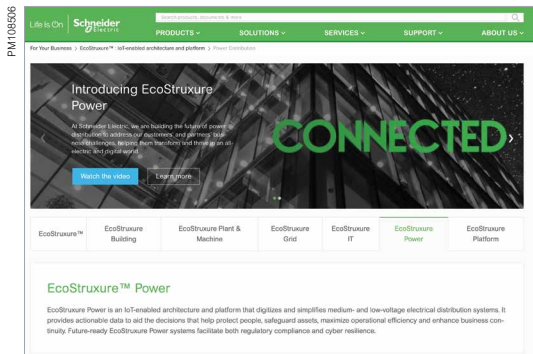 PM108506
Life Is On
Schneider
Electric
Search products, documents & more
PRODUCTS
SOLUTIONS
SERVICES
SUPPORT
ABOUT US
For Your Business > EcoStruxure™ : IoT-enabled architecture and platform > Power Distribution
Introducing EcoStruxure
Power
At Schneider Electric, we are building the future of power
distribution to address our customers' and partners' busi-
ness challenges, helping them transform and thrive in an all-
electric and digital world.
Watch the video
Learn more
CONNECTED
EcoStruxure™
EcoStruxure
Building
EcoStruxure Plant &
Machine
EcoStruxure
Grid
EcoStruxure
IT
EcoStruxure
Power
EcoStruxure
Platform
EcoStruxure™ Power
EcoStruxure Power is an IoT-enabled architecture and platform that digitizes and simplifies medium- and low-voltage electrical distribution systems. It
provides actionable data to aid the decisions that help protect people, safeguard assets, maximize operational efficiency and enhance business con-
tinuity. Future-ready EcoStruxure Power systems facilitate both regulatory compliance and cyber resilience.